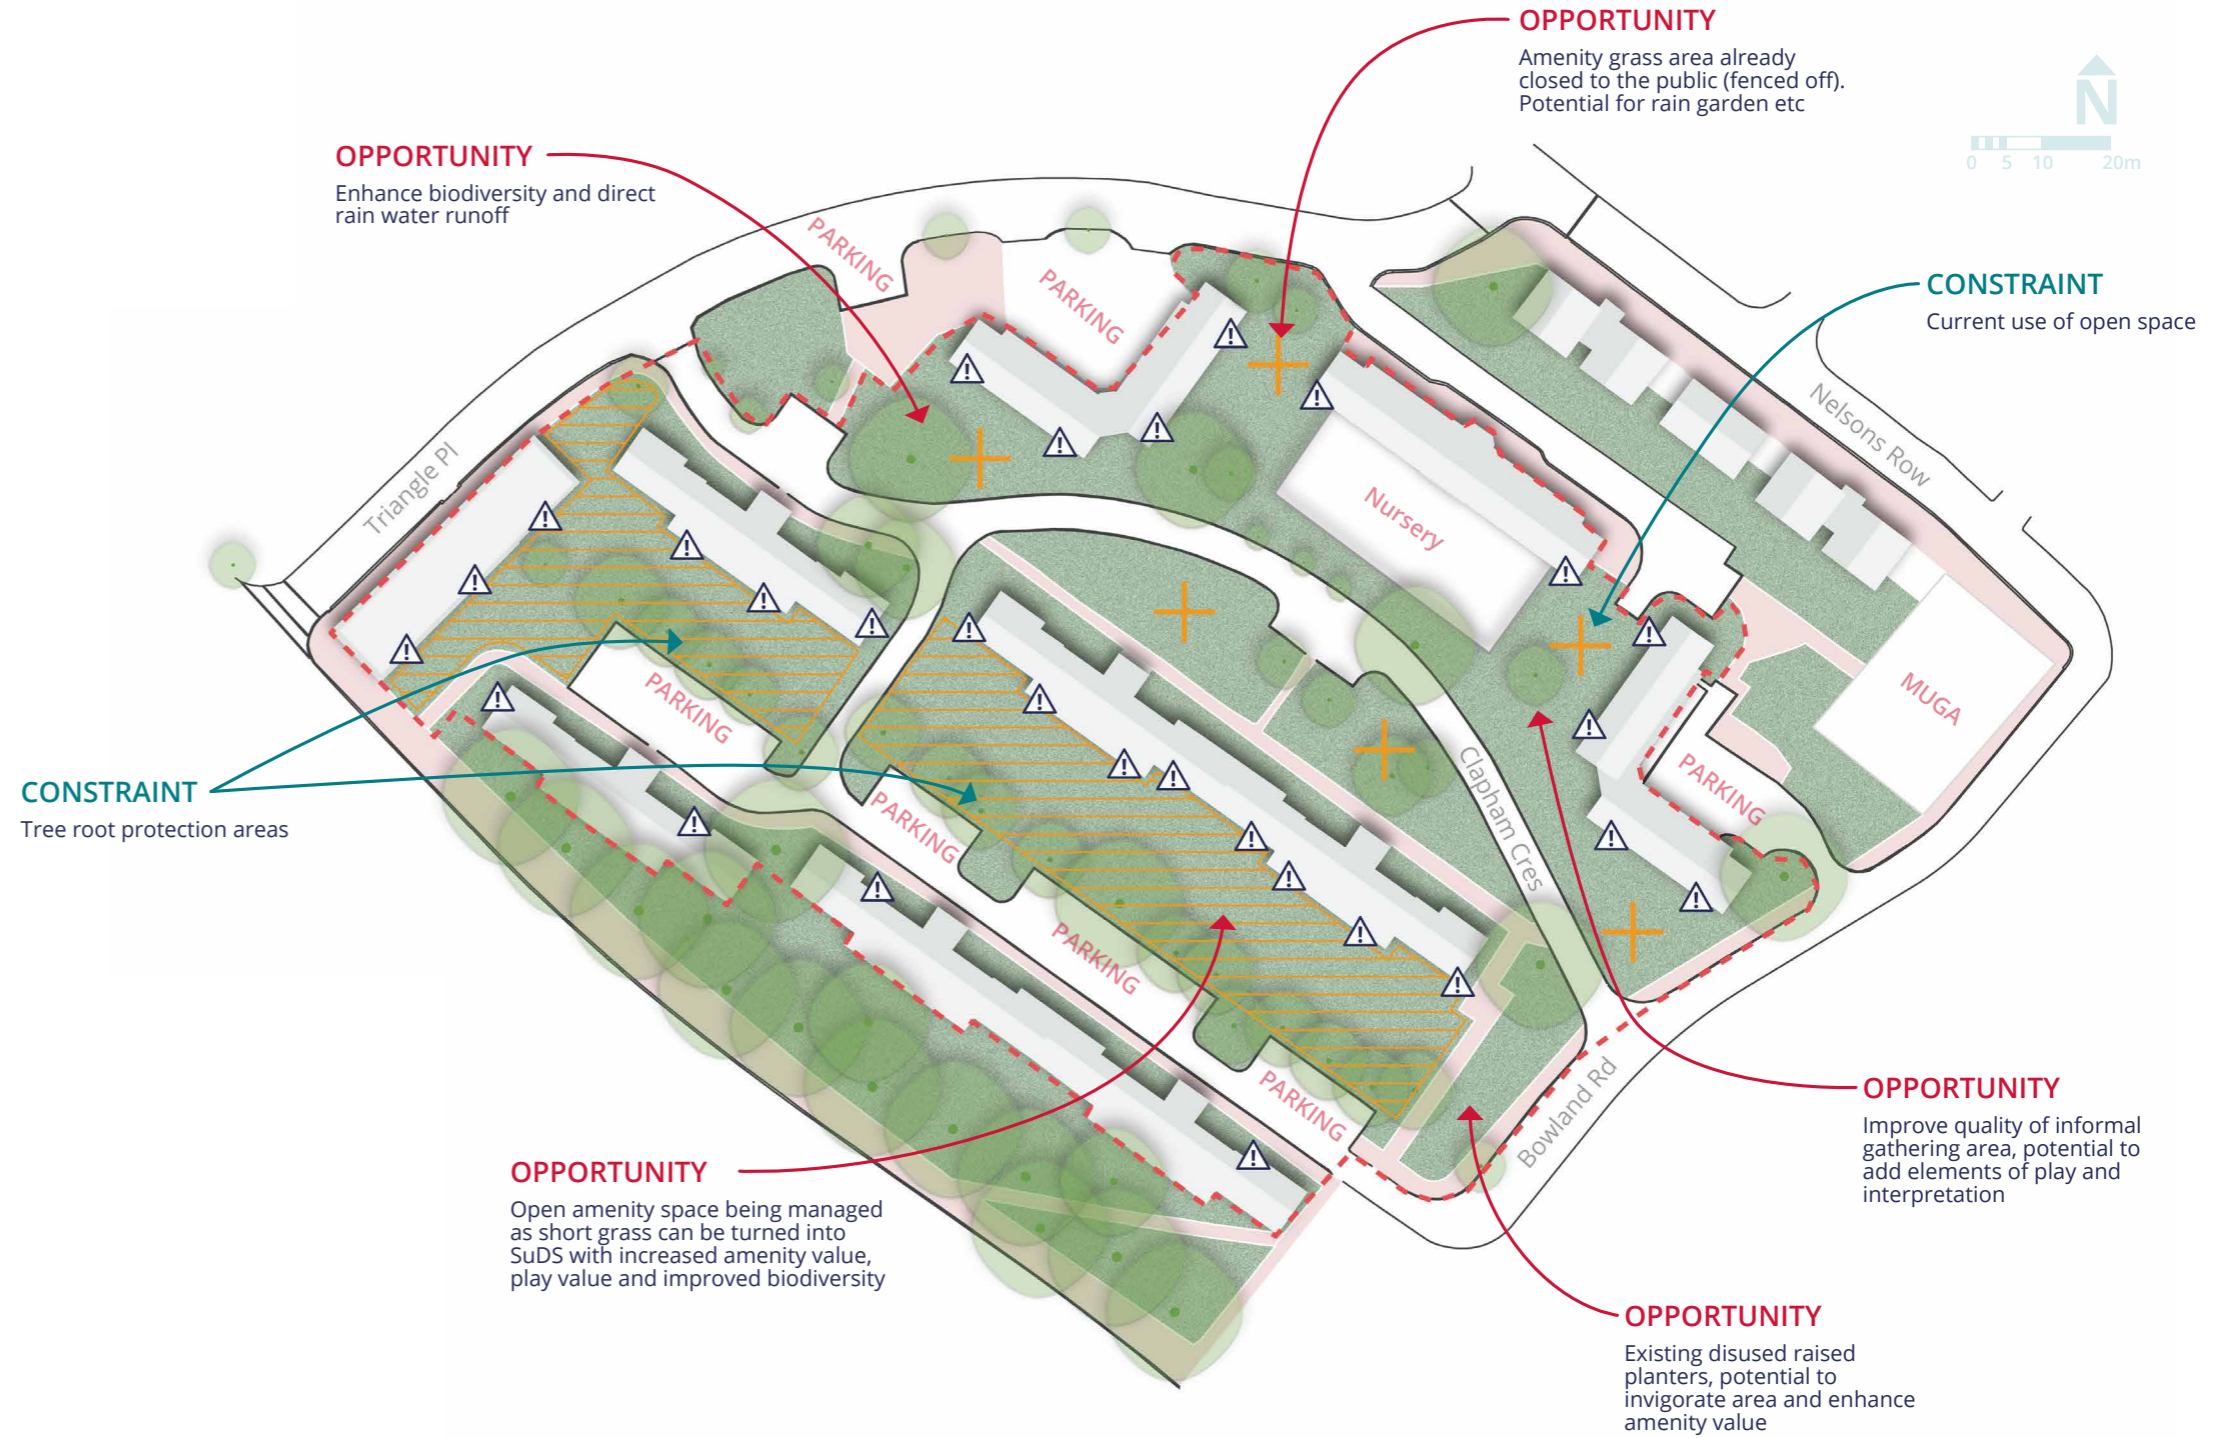 OPPORTUNITY
Amenity grass area already
closed to the public (fenced off).
Potential for rain garden etc
N
0 5 10 20m
OPPORTUNITY
Enhance biodiversity and direct
rain water runoff
CONSTRAINT
Current use of open space
PARKING
PARKING
Nelsons Row
Triangle Pl
Nursery
PARKING
MUGA
PARKING
PARKING
Clapham Cres
CONSTRAINT
Tree root protection areas
PARKING
PARKING
Bowland Rd
OPPORTUNITY
Improve quality of informal
gathering area, potential to
add elements of play and
interpretation
OPPORTUNITY
Open amenity space being managed
as short grass can be turned into
SuDS with increased amenity value,
play value and improved biodiversity
OPPORTUNITY
Existing disused raised
planters, potential to
invigorate area and enhance
amenity value